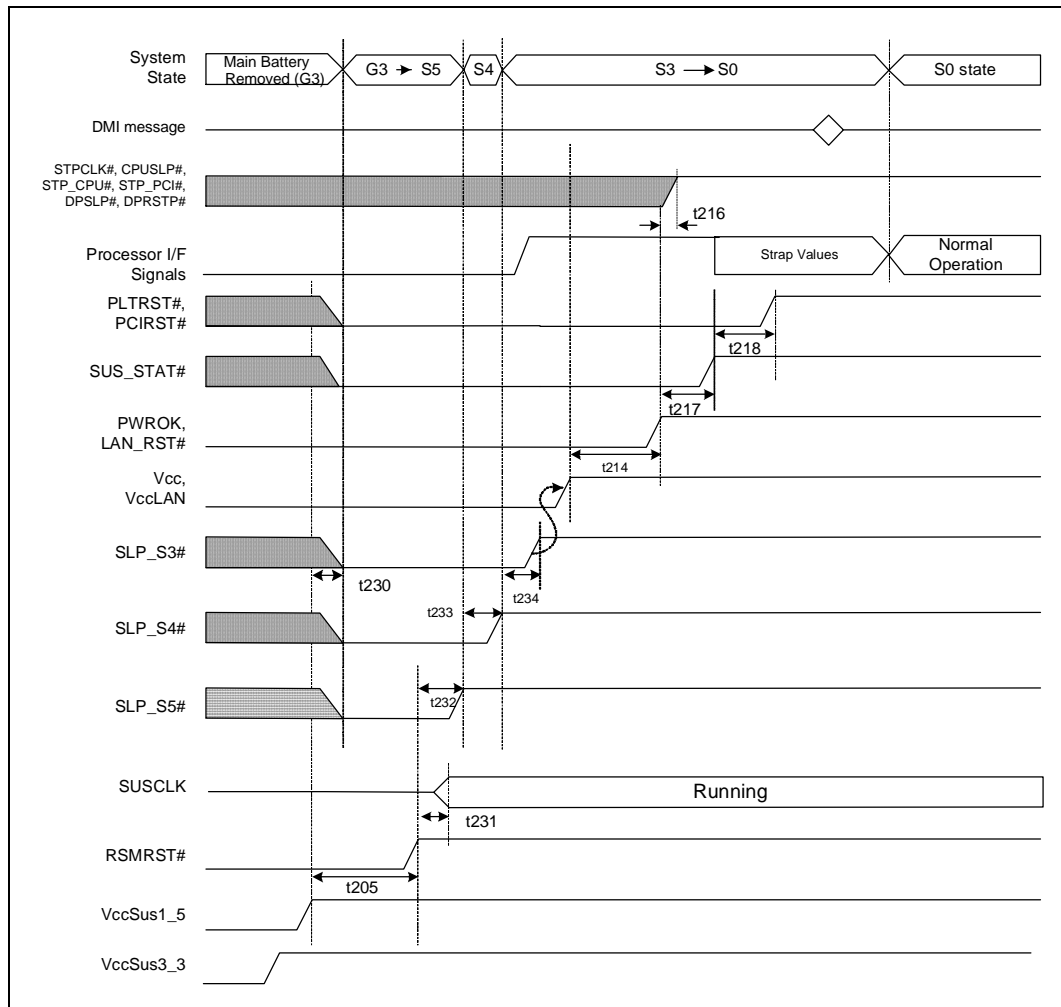 System
State
Main Battery
Removed (G3)
G3 → S5
S4
S3 → S0
S0 state
DMI message
STPCLK#, CPUSLP#,
STP_CPU#, STP_PCI#,
DPSLP#, DPRSTP#
t216
Processor I/F
Signals
Strap Values
Normal
Operation
PLTRST#,
PCIRST#
t218
SUS_STAT#
t217
PWROK,
LAN_RST#
t214
Vcc,
VccLAN
SLP_S3#
t230
t234
SLP_S4#
t233
SLP_S5#
t232
SUSCLK
Running
t231
RSMRST#
t205
VccSus1_5
VccSus3_3